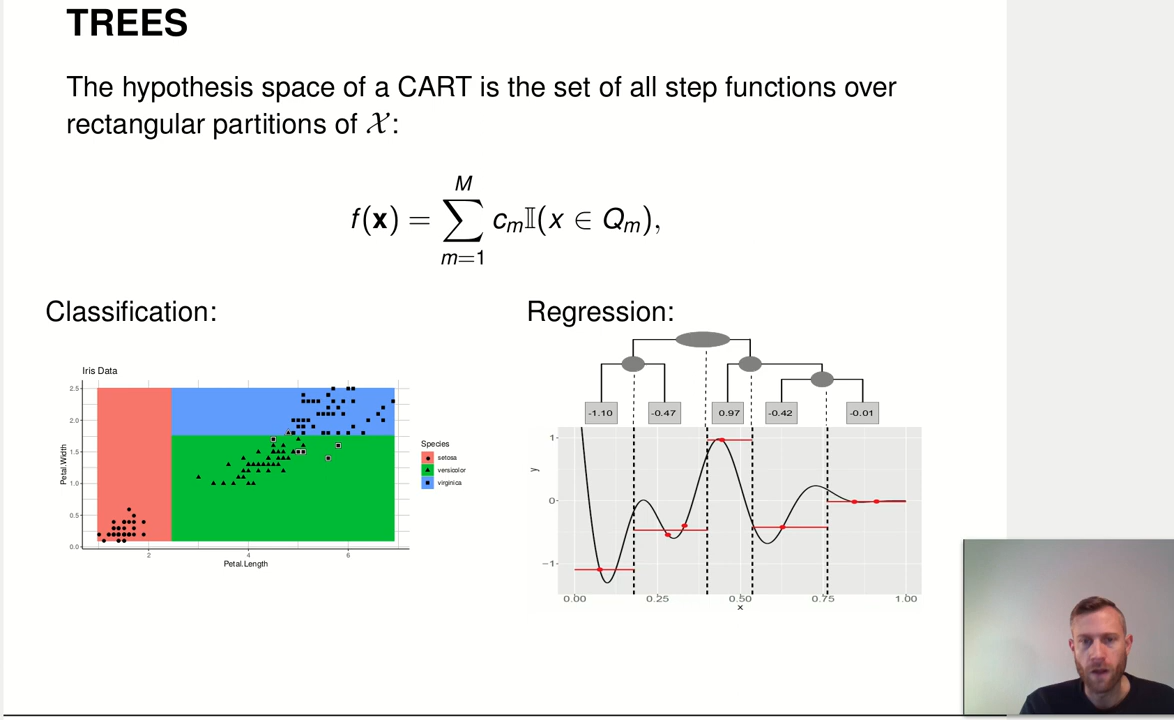 TREES
The hypothesis space of a CART is the set of all step functions over
rectangular partitions of 𝒳:
f(x) = ∑_{m=1}^{M} c_m 𝕀(x ∈ Q_m),
Classification:
Regression:
Iris Data
2.5
2.0
1.5
1.0
0.5
0.0
Petal.Width
2 4 6
Petal.Length
Species
setosa
versicolor
virginica
-1.10 -0.47 0.97 -0.42 -0.01
1
0
−1
y
0.00 0.25 0.50 0.75 1.00
x